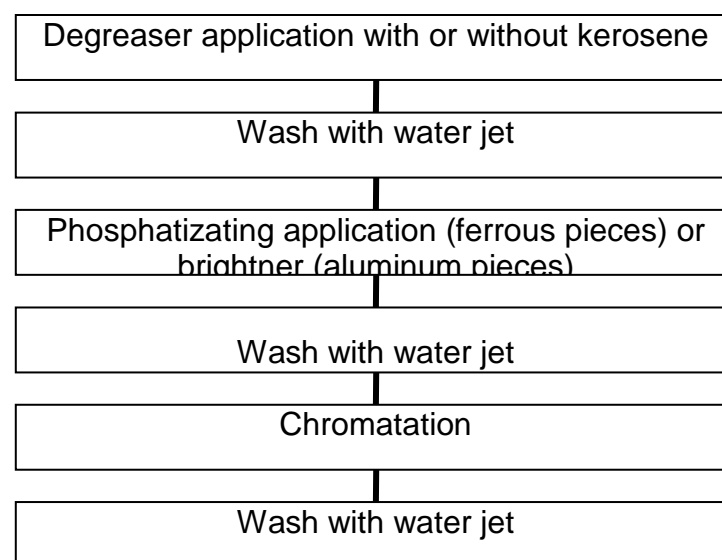 Degreaser application with or without kerosene
Wash with water jet
Phosphatizating application (ferrous pieces) or
brightner (aluminum pieces)
Wash with water jet
Chromatation
Wash with water jet